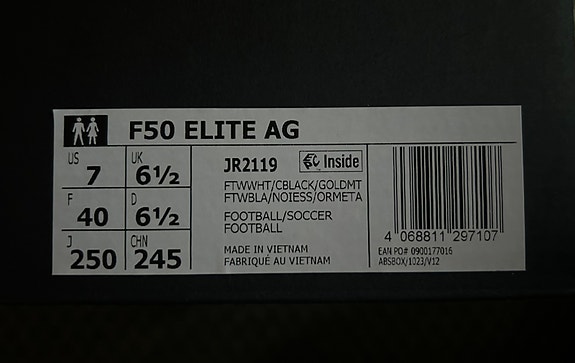 F50 ELITE AG
US 7 UK 6½
F 40 D 6½
J 250 CHN 245
JR2119 Inside
FTWWHT/CBLACK/GOLDMT
FTWBLA/NOIESS/ORMETA
FOOTBALL/SOCCER
FOOTBALL
MADE IN VIETNAM
FABRIQUÉ AU VIETNAM
4 068811 297107
EAN PO# 0900177016
ABSBOX/1023/V12